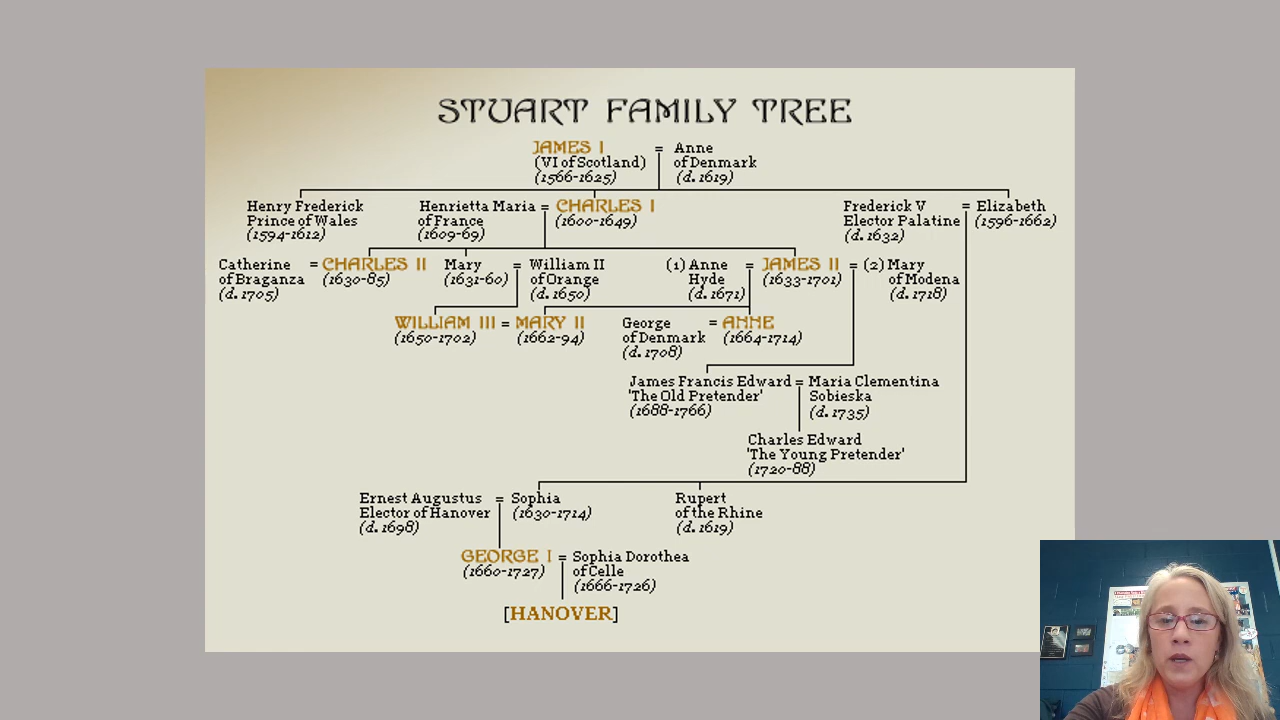 STUART FAMILY TREE
JAMES I
(VI of Scotland)
(1566-1625)
=
Anne
of Denmark
(d. 1619)
Henry Frederick
Prince of Wales
(1594-1612)
Henrietta Maria
of France
(1609-69)
=
CHARLES I
(1600-1649)
Frederick V
Elector Palatine
(d. 1632)
=
Elizabeth
(1596-1662)
Catherine
of Braganza
(d. 1705)
=
CHARLES II
(1630-85)
Mary
(1631-60)
=
William II
of Orange
(d. 1650)
(1) Anne
Hyde
(d. 1671)
=
JAMES II
(1633-1701)
=
(2) Mary
of Modena
(d. 1718)
WILLIAM III
(1650-1702)
=
MARY II
(1662-94)
George
of Denmark
(d. 1708)
=
ANNE
(1664-1714)
James Francis Edward
'The Old Pretender'
(1688-1766)
=
Maria Clementina
Sobieska
(d. 1735)
Charles Edward
'The Young Pretender'
(1720-88)
Ernest Augustus
Elector of Hanover
(d. 1698)
=
Sophia
(1630-1714)
Rupert
of the Rhine
(d. 1619)
GEORGE I
(1660-1727)
=
Sophia Dorothea
of Celle
(1666-1726)
[HANOVER]